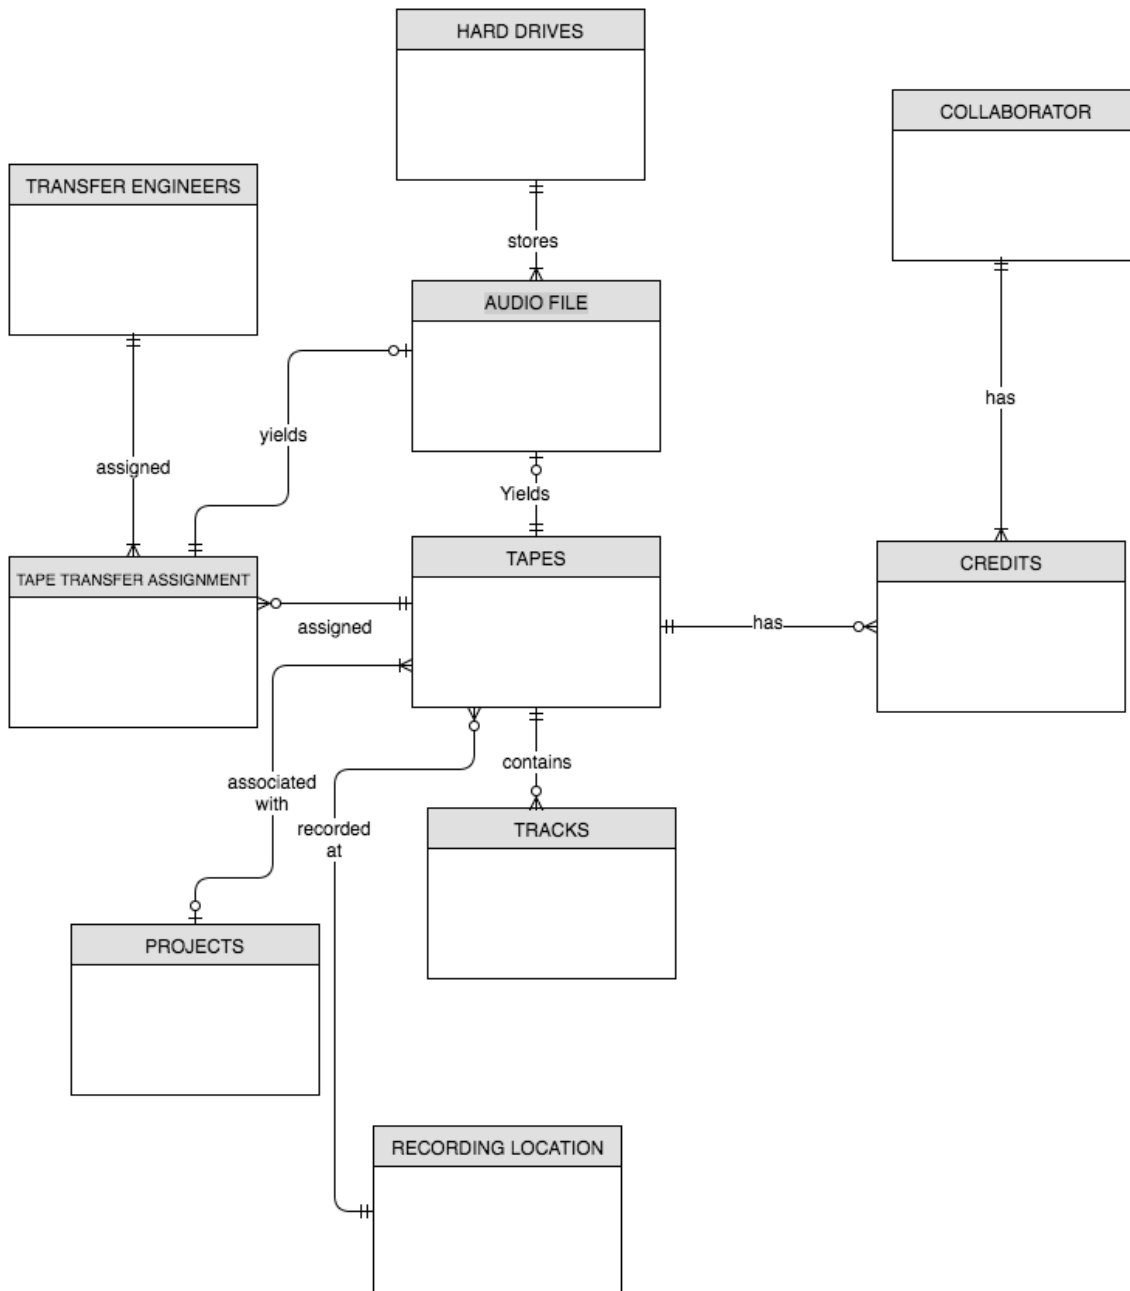 HARD DRIVES
COLLABORATOR
TRANSFER ENGINEERS
stores
AUDIO FILE
has
yields
assigned
Yields
TAPES
CREDITS
TAPE TRANSFER ASSIGNMENT
assigned
has
contains
associated
with
recorded
at
TRACKS
PROJECTS
RECORDING LOCATION